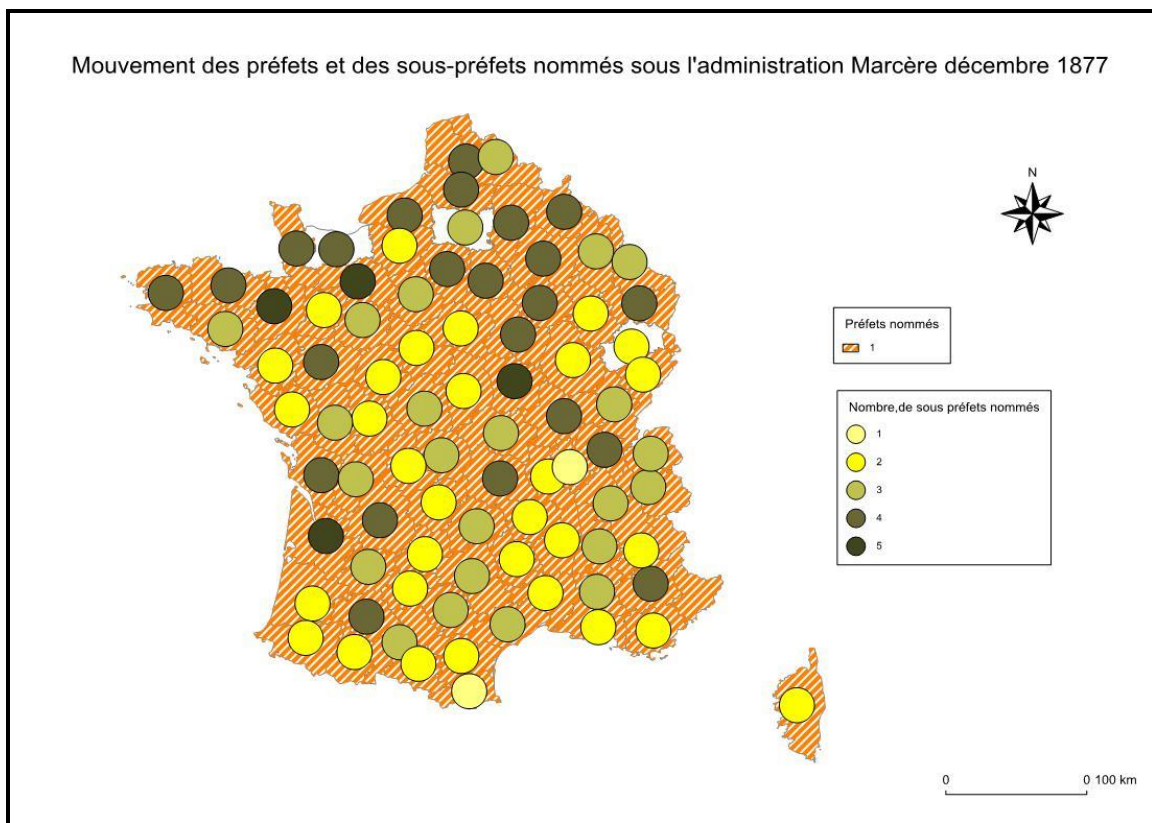 Mouvement des préfets et des sous-préfets nommés sous l'administration Marcère décembre 1877
N
Préfets nommés
1
Nombre,de sous préfets nommés
1
2
3
4
5
0 0 100 km